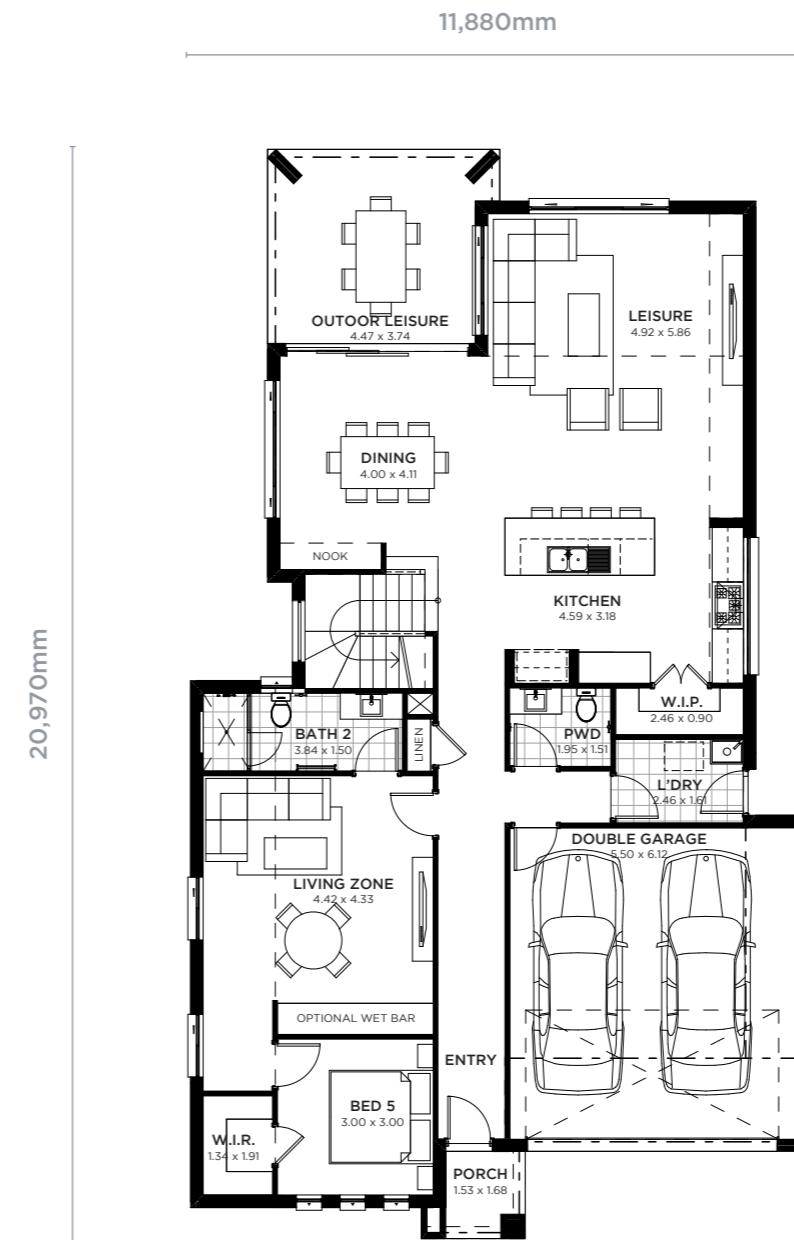 11,880mm
20,970mm
OUTOOR LEISURE
4.47 x 3.74
LEISURE
4.92 x 5.86
DINING
4.00 x 4.11
NOOK
KITCHEN
4.59 x 3.18
W.I.P.
2.46 x 0.90
PWD
1.95 x 1.51
BATH 2
3.84 x 1.50
LINEN
L'DRY
2.46 x 1.61
DOUBLE GARAGE
5.50 x 6.12
LIVING ZONE
4.42 x 4.33
OPTIONAL WET BAR
ENTRY
BED 5
3.00 x 3.00
W.I.R.
1.34 x 1.91
PORCH
1.53 x 1.68